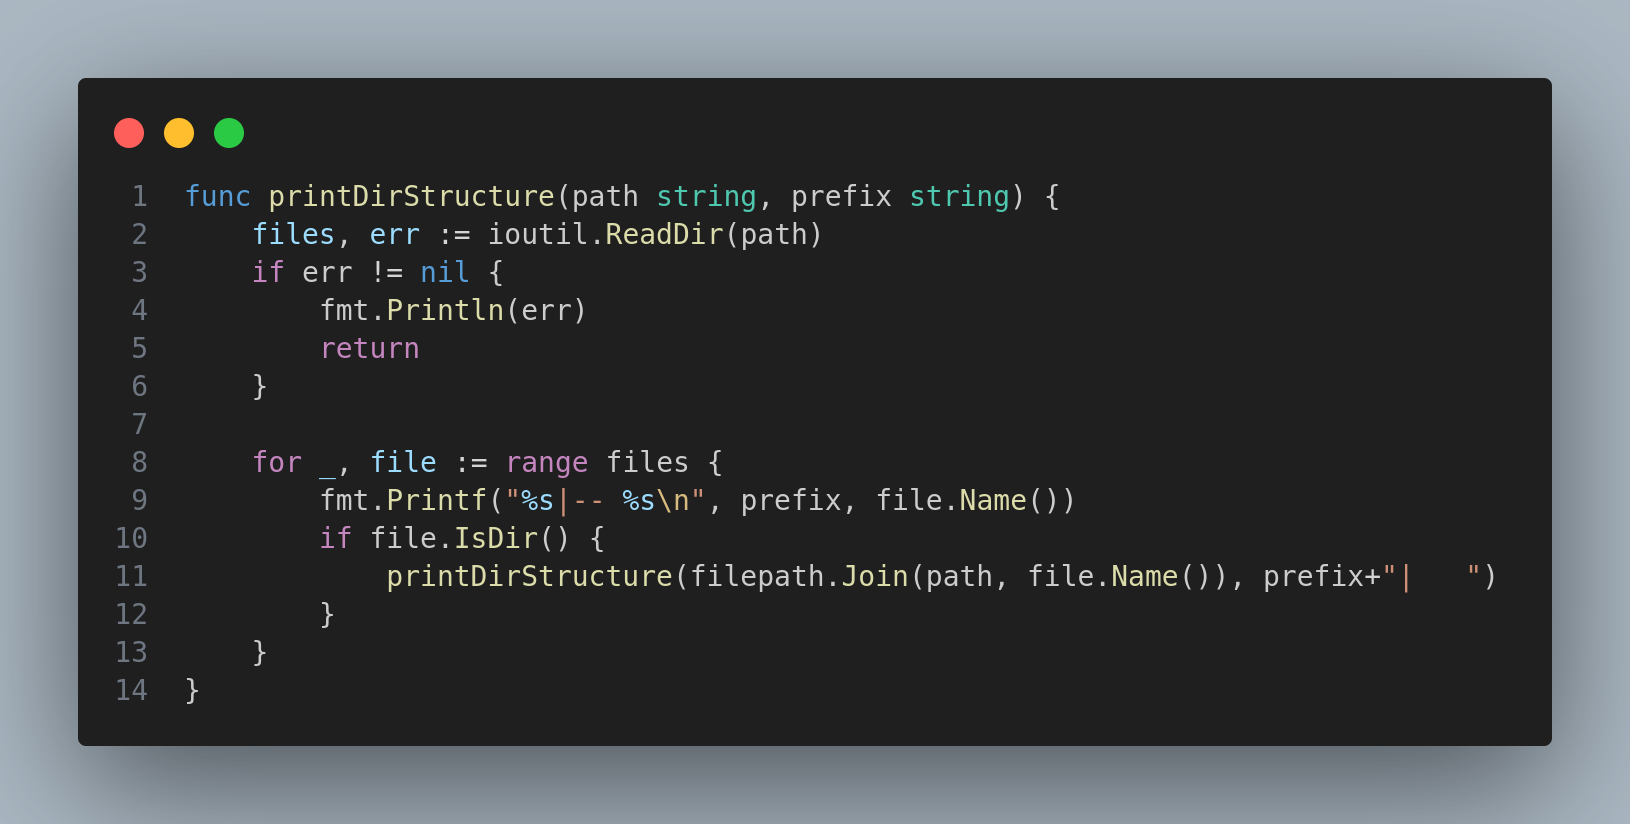 1 func printDirStructure(path string, prefix string) {
2     files, err := ioutil.ReadDir(path)
3     if err != nil {
4         fmt.Println(err)
5         return
6     }
7
8     for _, file := range files {
9         fmt.Printf("%s|-- %s\n", prefix, file.Name())
10         if file.IsDir() {
11             printDirStructure(filepath.Join(path, file.Name()), prefix+"|   ")
12         }
13     }
14 }